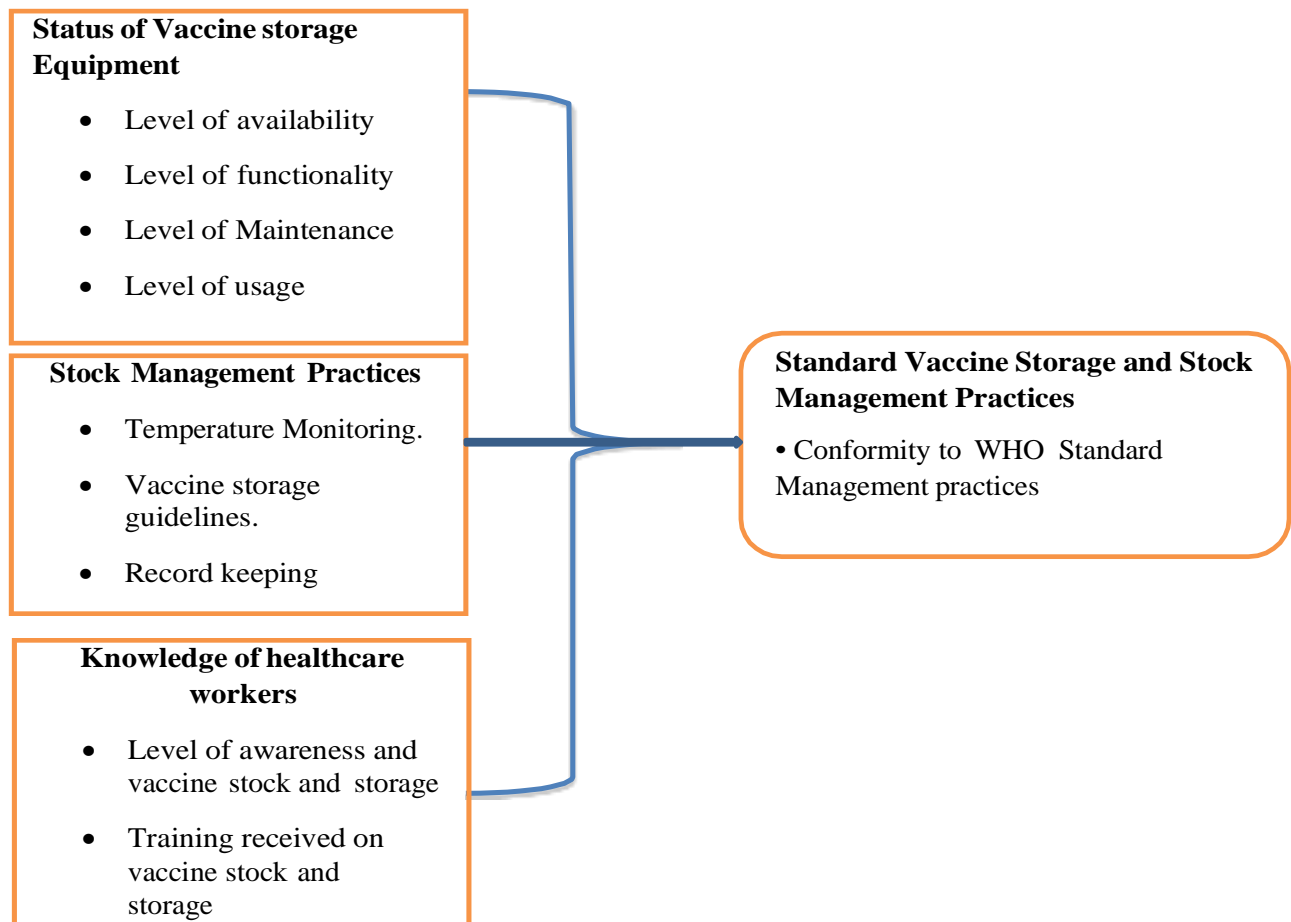 Status of Vaccine storage
Equipment
• Level of availability
• Level of functionality
• Level of Maintenance
• Level of usage
Stock Management Practices
• Temperature Monitoring.
• Vaccine storage
guidelines.
• Record keeping
Knowledge of healthcare
workers
• Level of awareness and
vaccine stock and storage
• Training received on
vaccine stock and
storage
Standard Vaccine Storage and Stock
Management Practices
• Conformity to WHO Standard
Management practices